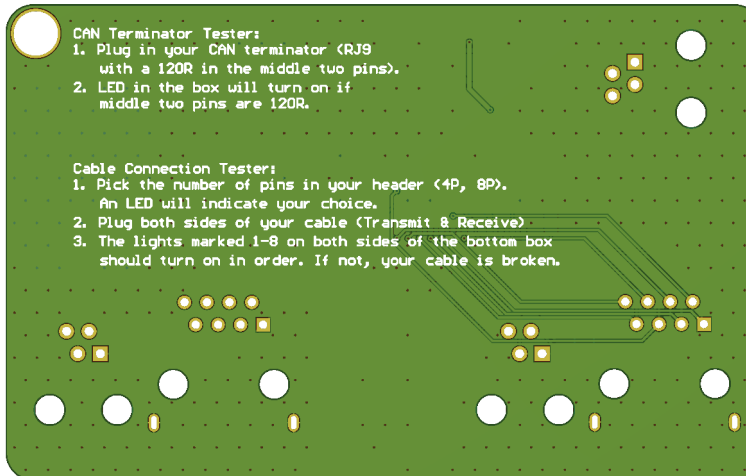 CAN Terminator Tester:
1. Plug in your CAN terminator (RJ9
with a 120R in the middle two pins).
2. LED in the box will turn on if
middle two pins are 120R.
Cable Connection Tester:
1. Pick the number of pins in your header (4P, 8P).
An LED will indicate your choice.
2. Plug both sides of your cable (Transmit & Receive)
3. The lights marked 1-8 on both sides of the bottom box
should turn on in order. If not, your cable is broken.